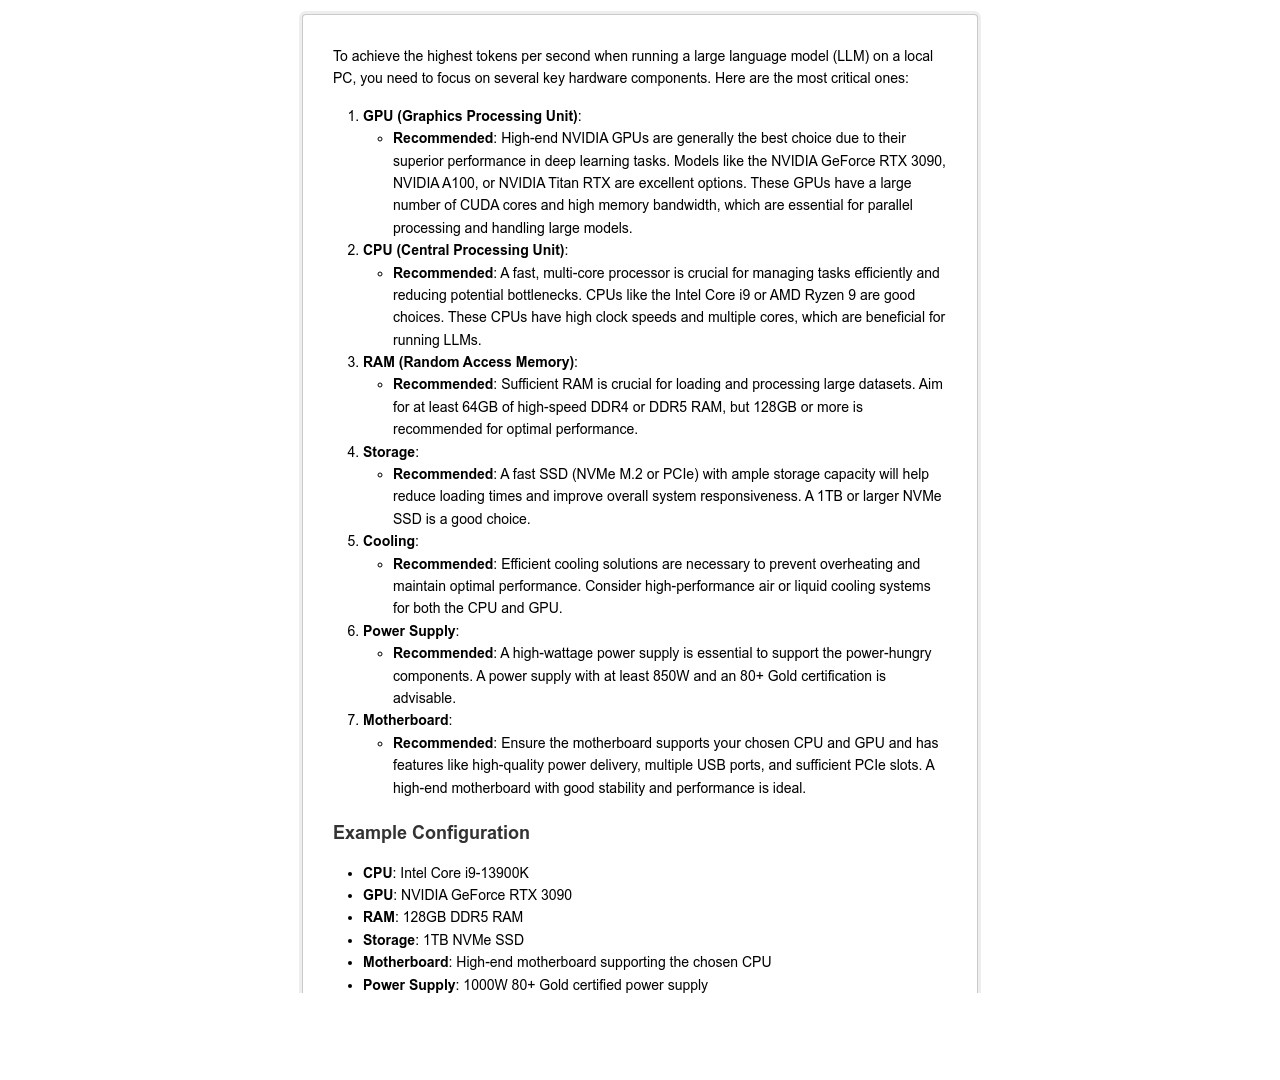 To achieve the highest tokens per second when running a large language model (LLM) on a local
PC, you need to focus on several key hardware components. Here are the most critical ones:
1. GPU (Graphics Processing Unit):
◦ Recommended: High-end NVIDIA GPUs are generally the best choice due to their
superior performance in deep learning tasks. Models like the NVIDIA GeForce RTX 3090,
NVIDIA A100, or NVIDIA Titan RTX are excellent options. These GPUs have a large
number of CUDA cores and high memory bandwidth, which are essential for parallel
processing and handling large models.
2. CPU (Central Processing Unit):
◦ Recommended: A fast, multi-core processor is crucial for managing tasks efficiently and
reducing potential bottlenecks. CPUs like the Intel Core i9 or AMD Ryzen 9 are good
choices. These CPUs have high clock speeds and multiple cores, which are beneficial for
running LLMs.
3. RAM (Random Access Memory):
◦ Recommended: Sufficient RAM is crucial for loading and processing large datasets. Aim
for at least 64GB of high-speed DDR4 or DDR5 RAM, but 128GB or more is
recommended for optimal performance.
4. Storage:
◦ Recommended: A fast SSD (NVMe M.2 or PCIe) with ample storage capacity will help
reduce loading times and improve overall system responsiveness. A 1TB or larger NVMe
SSD is a good choice.
5. Cooling:
◦ Recommended: Efficient cooling solutions are necessary to prevent overheating and
maintain optimal performance. Consider high-performance air or liquid cooling systems
for both the CPU and GPU.
6. Power Supply:
◦ Recommended: A high-wattage power supply is essential to support the power-hungry
components. A power supply with at least 850W and an 80+ Gold certification is
advisable.
7. Motherboard:
◦ Recommended: Ensure the motherboard supports your chosen CPU and GPU and has
features like high-quality power delivery, multiple USB ports, and sufficient PCIe slots. A
high-end motherboard with good stability and performance is ideal.
Example Configuration
• CPU: Intel Core i9-13900K
• GPU: NVIDIA GeForce RTX 3090
• RAM: 128GB DDR5 RAM
• Storage: 1TB NVMe SSD
• Motherboard: High-end motherboard supporting the chosen CPU
• Power Supply: 1000W 80+ Gold certified power supply